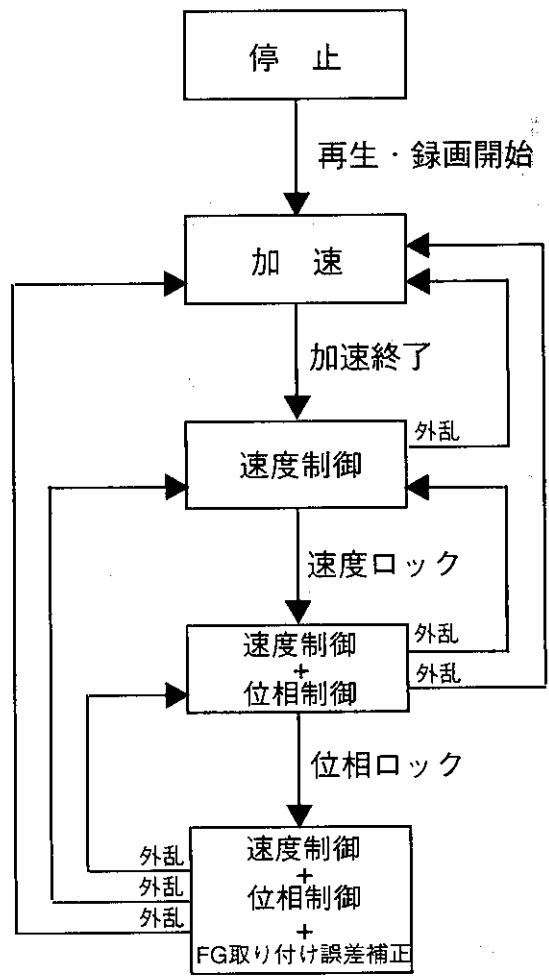 停 止
再生・録画開始
加 速
加速終了
外乱
速度制御
速度ロック
速度制御
+
位相制御
外乱
外乱
位相ロック
速度制御
+
位相制御
+
FG取り付け誤差補正
外乱
外乱
外乱